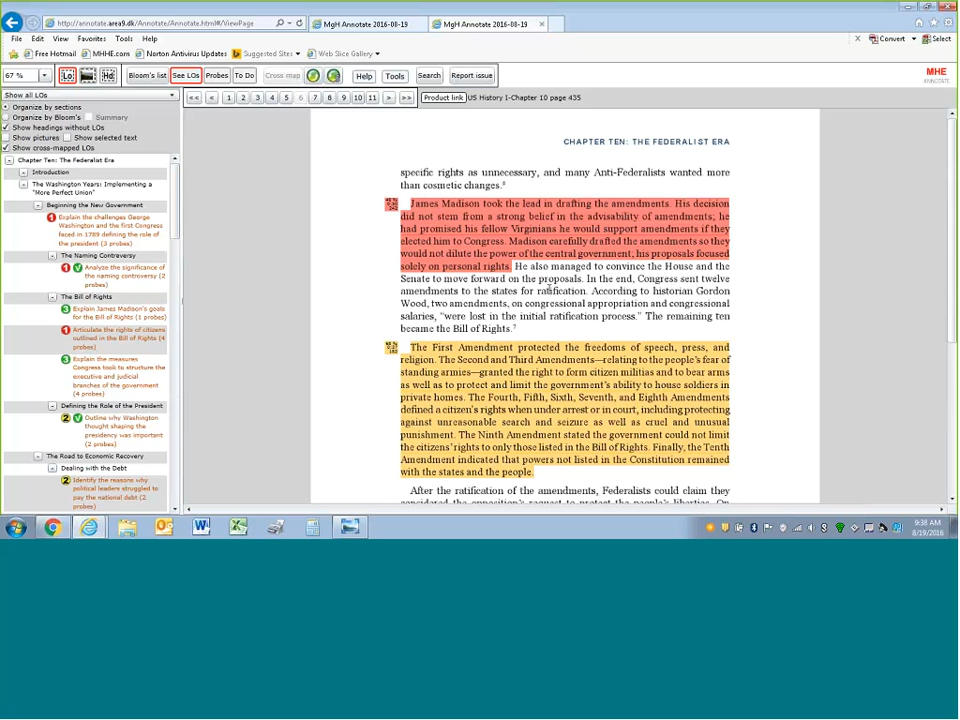 http://annotate.area9.dk/Annotate/Annotate.html#/ViewPage
MgH Annotate 2016-08-19
MgH Annotate 2016-08-19
File Edit View Favorites Tools Help
Convert Select
Free Hotmail MHHE.com Norton Antivirus Updates Suggested Sites Web Slice Gallery
67 % Lo Hd Bloom's list See LOs Probes To Do Cross map Help Tools Search Report issue
MHE
ANNOTATE
Show all LOs
<< < 1 2 3 4 5 6 7 8 9 10 11 > >> Product link US History I-Chapter 10 page 435
Organize by sections
Organize by Bloom's Summary
Show headings without LOs
Show pictures Show selected text
Show cross-mapped LOs
Chapter Ten: The Federalist Era
Introduction
The Washington Years: Implementing a
"More Perfect Union"
Beginning the New Government
1 Explain the challenges George
Washington and the first Congress
faced in 1789 defining the role of
the president (3 probes)
The Naming Controversy
1 Analyze the significance of
the naming controversy (2
probes)
The Bill of Rights
3 Explain James Madison's goals
for the Bill of Rights (1 probes)
1 Articulate the rights of citizens
outlined in the Bill of Rights (4
probes)
3 Explain the measures
Congress took to structure the
executive and judicial
branches of the government
(4 probes)
Defining the Role of the President
2 Outline why Washington
thought shaping the
presidency was important
(2 probes)
The Road to Economic Recovery
Dealing with the Debt
2 Identify the reasons why
political leaders struggled to
pay the national debt (2
probes)
CHAPTER TEN: THE FEDERALIST ERA
specific rights as unnecessary, and many Anti-Federalists wanted more
than cosmetic changes.⁶
James Madison took the lead in drafting the amendments. His decision
did not stem from a strong belief in the advisability of amendments; he
had promised his fellow Virginians he would support amendments if they
elected him to Congress. Madison carefully drafted the amendments so they
would not dilute the power of the central government; his proposals focused
solely on personal rights. He also managed to convince the House and the
Senate to move forward on the proposals. In the end, Congress sent twelve
amendments to the states for ratification. According to historian Gordon
Wood, two amendments, on congressional appropriation and congressional
salaries, "were lost in the initial ratification process." The remaining ten
became the Bill of Rights.⁷
The First Amendment protected the freedoms of speech, press, and
religion. The Second and Third Amendments—relating to the people's fear of
standing armies—granted the right to form citizen militias and to bear arms
as well as to protect and limit the government's ability to house soldiers in
private homes. The Fourth, Fifth, Sixth, Seventh, and Eighth Amendments
defined a citizen's rights when under arrest or in court, including protecting
against unreasonable search and seizure as well as cruel and unusual
punishment. The Ninth Amendment stated the government could not limit
the citizens' rights to only those listed in the Bill of Rights. Finally, the Tenth
Amendment indicated that powers not listed in the Constitution remained
with the states and the people.
After the ratification of the amendments, Federalists could claim they
considered the opposition's request to protect the people's liberties. On
9:38 AM
8/19/2016